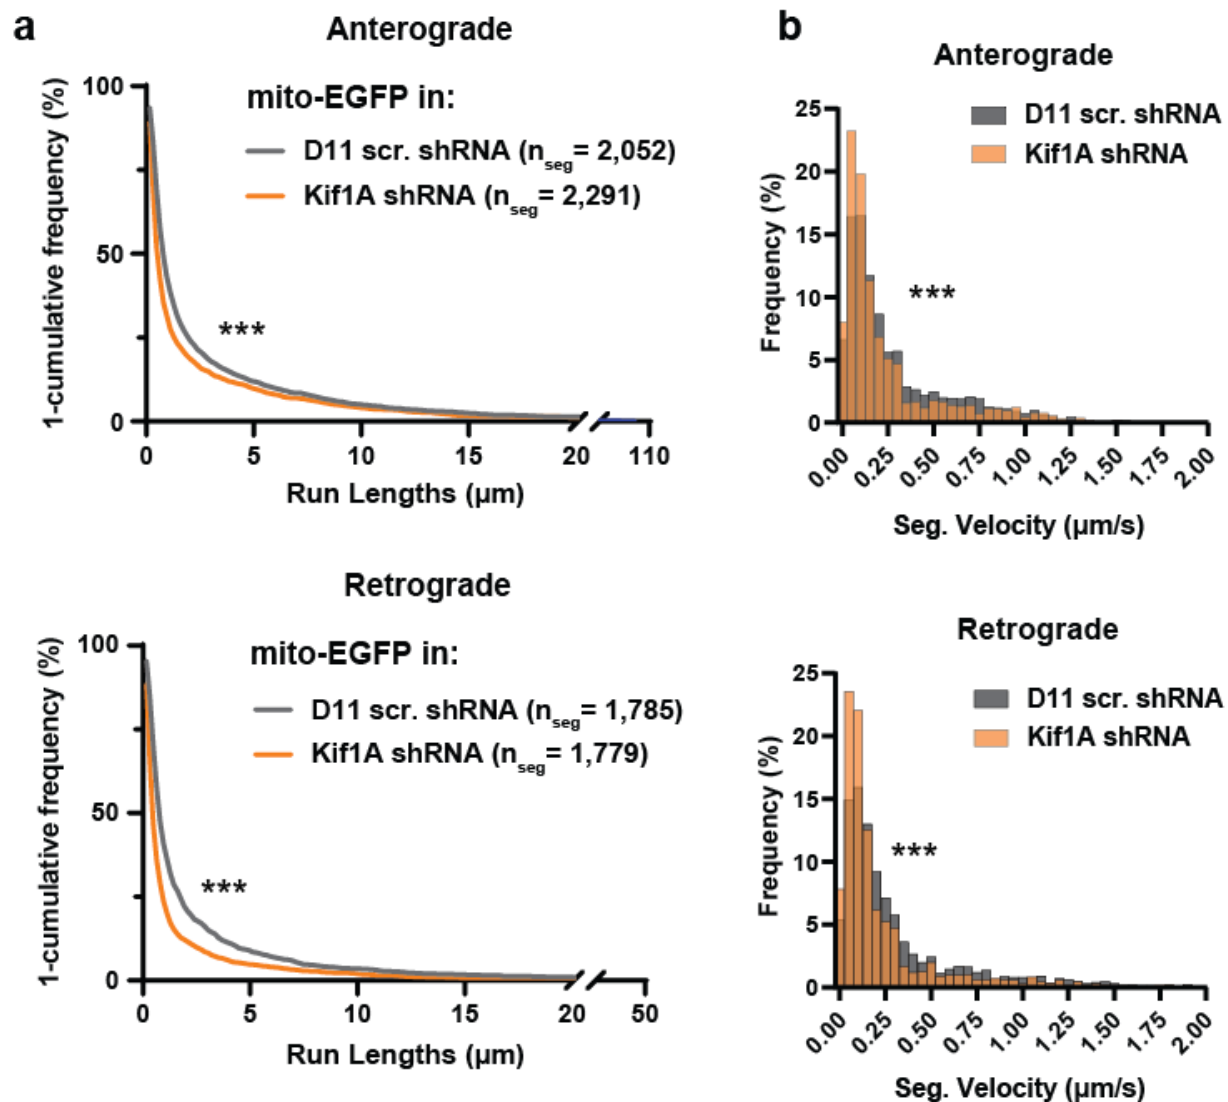 a
Anterograde
mito-EGFP in:
D11 scr. shRNA (nseg= 2,052)
Kif1A shRNA (nseg= 2,291)
***
1-cumulative frequency (%)
100
50
0
0 5 10 15 20 110
Run Lengths (µm)
b
Anterograde
D11 scr. shRNA
Kif1A shRNA
***
Frequency (%)
25
20
15
10
5
0
0.00 0.25 0.50 0.75 1.00 1.25 1.50 1.75 2.00
Seg. Velocity (µm/s)
Retrograde
mito-EGFP in:
D11 scr. shRNA (nseg= 1,785)
Kif1A shRNA (nseg= 1,779)
***
1-cumulative frequency (%)
100
50
0
0 5 10 15 20 50
Run Lengths (µm)
Retrograde
D11 scr. shRNA
Kif1A shRNA
***
Frequency (%)
25
20
15
10
5
0
0.00 0.25 0.50 0.75 1.00 1.25 1.50 1.75 2.00
Seg. Velocity (µm/s)